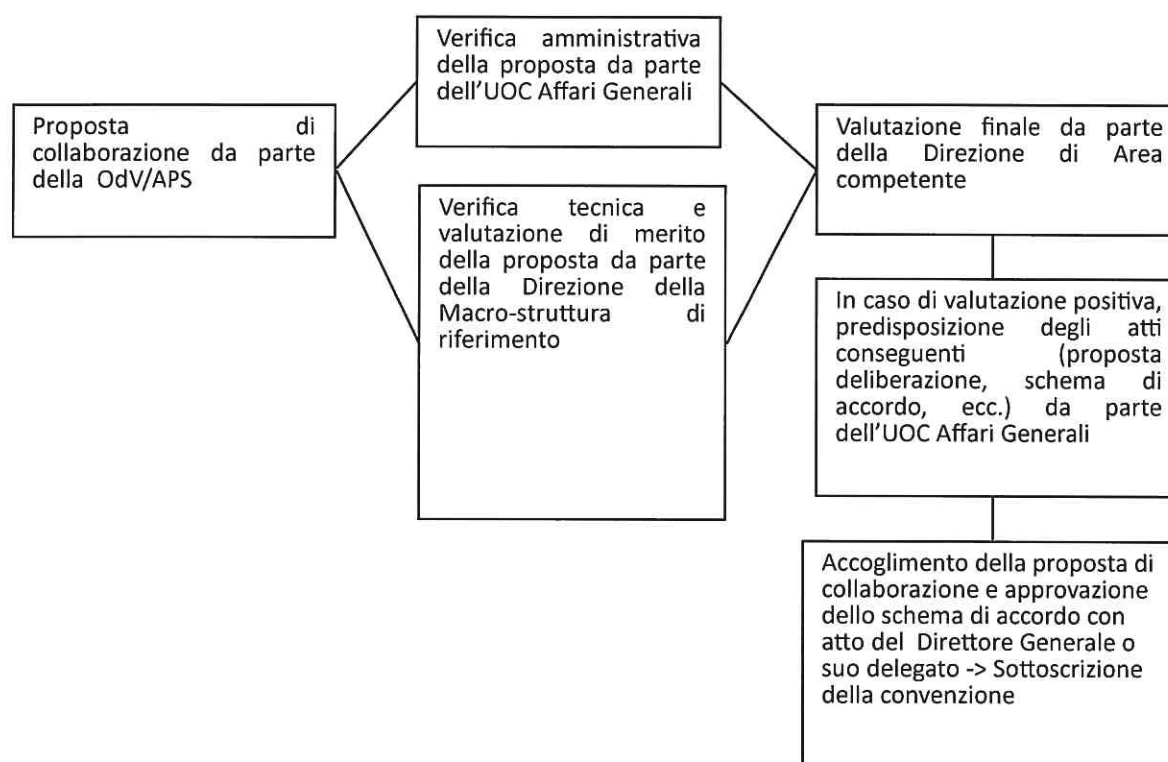 Proposta di
collaborazione da parte
della OdV/APS
Verifica amministrativa
della proposta da parte
dell'UOC Affari Generali
Verifica tecnica e
valutazione di merito
della proposta da parte
della Direzione della
Macro-struttura di
riferimento
Valutazione finale da parte
della Direzione di Area
competente
In caso di valutazione positiva,
predisposizione degli atti
conseguenti (proposta
deliberazione, schema di
accordo, ecc.) da parte
dell'UOC Affari Generali
Accoglimento della proposta di
collaborazione e approvazione
dello schema di accordo con
atto del Direttore Generale o
suo delegato -> Sottoscrizione
della convenzione